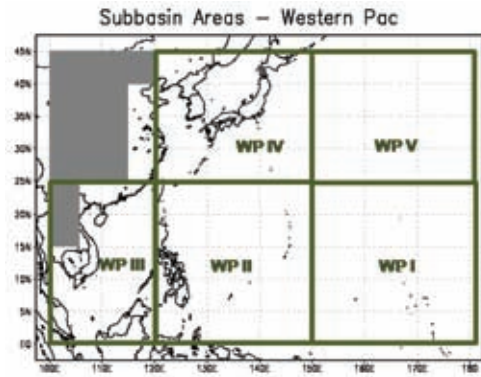 Subbasin Areas - Western Pac
45N
40N
35N
30N
25N
20N
15N
10N
5N
EQ
WP IV
WP V
WP III
WP II
WP I
100E
110E
120E
130E
140E
150E
160E
170E
180